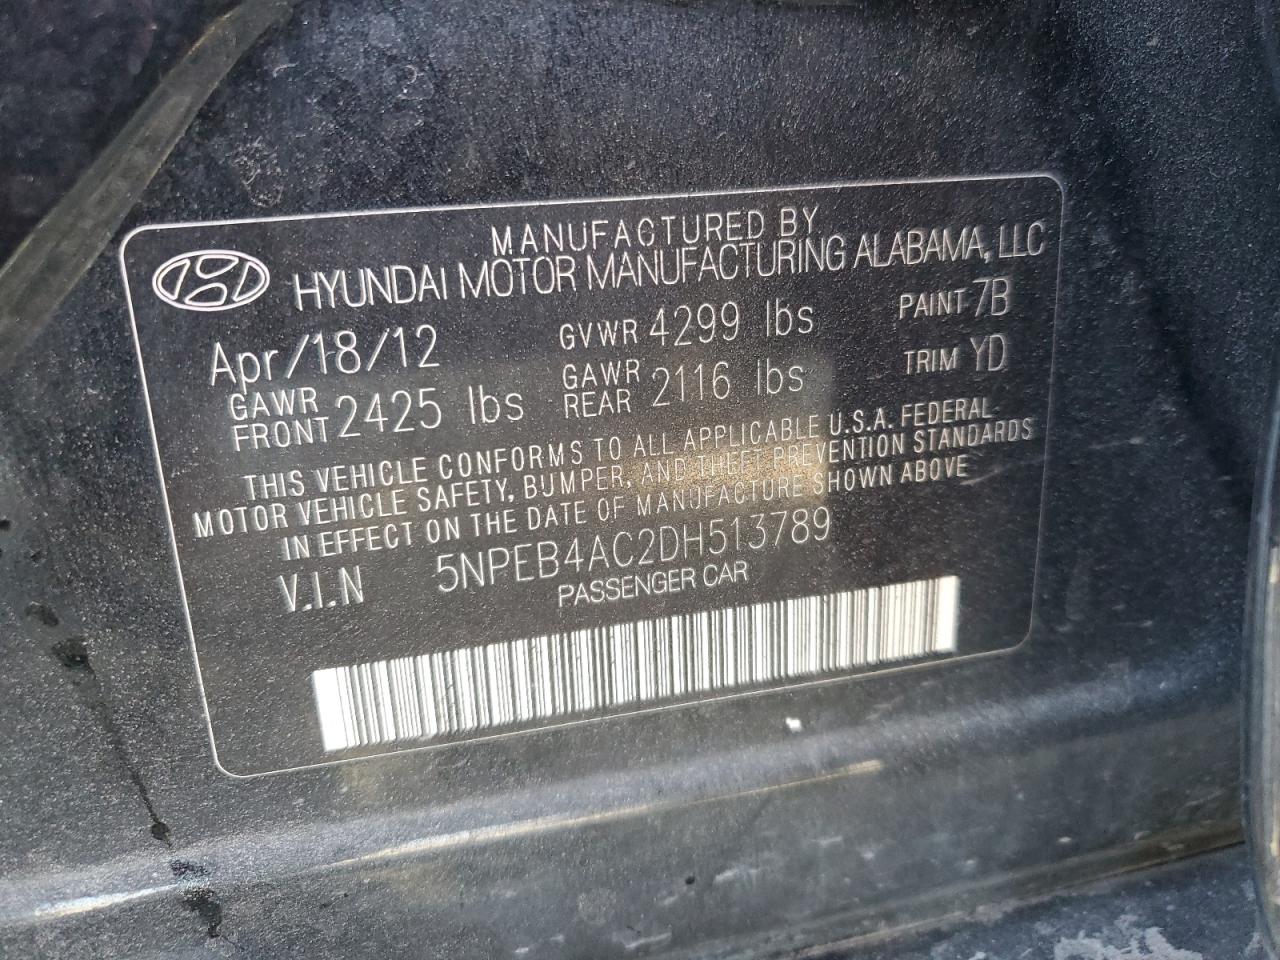 MANUFACTURED BY
HYUNDAI MOTOR MANUFACTURING ALABAMA, LLC
Apr/18/12 GVWR 4299 lbs PAINT 7B
GAWR FRONT 2425 lbs GAWR REAR 2116 lbs TRIM YD
THIS VEHICLE CONFORMS TO ALL APPLICABLE U.S.A. FEDERAL
MOTOR VEHICLE SAFETY, BUMPER, AND THEFT PREVENTION STANDARDS
IN EFFECT ON THE DATE OF MANUFACTURE SHOWN ABOVE
V.I.N 5NPEB4AC2DH513789
PASSENGER CAR